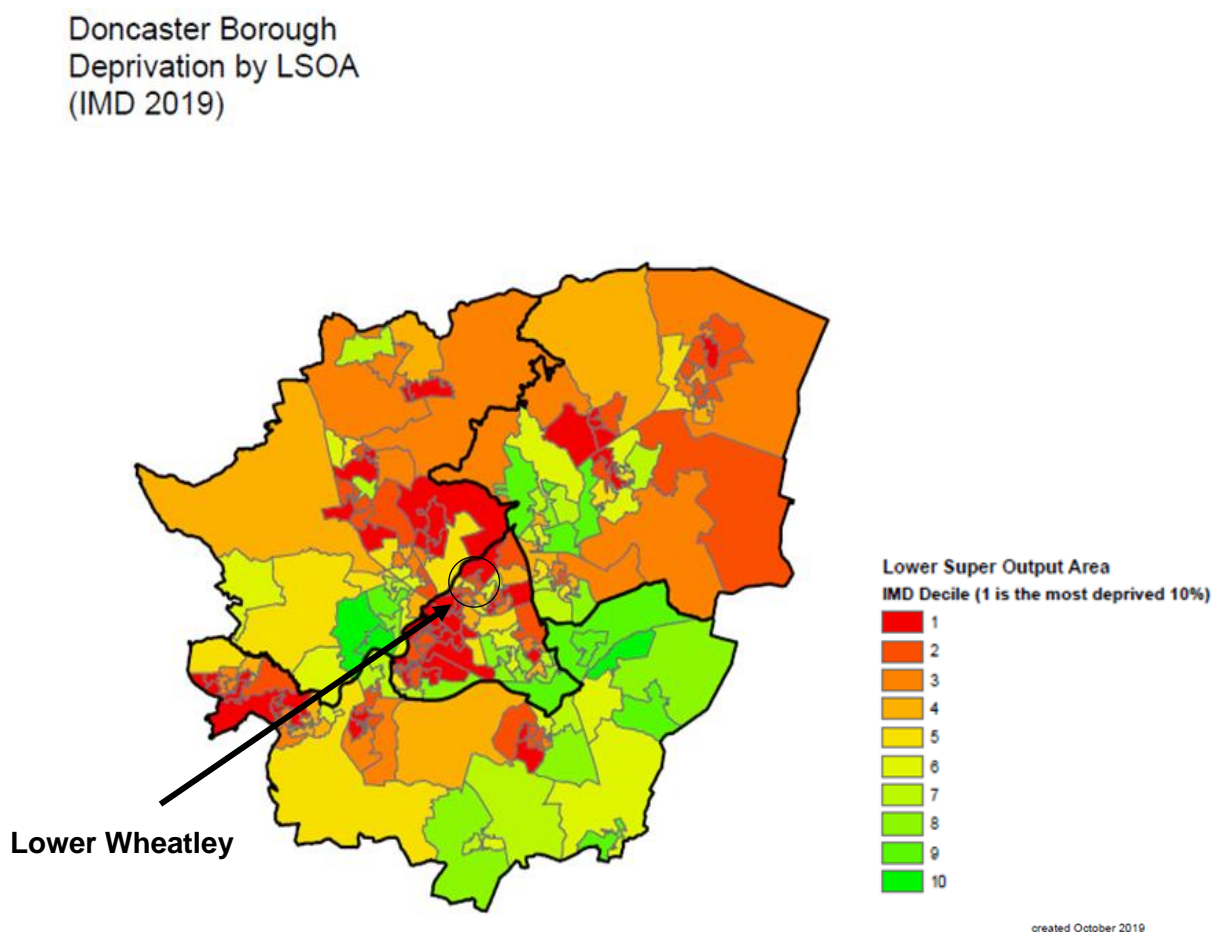 Doncaster Borough
Deprivation by LSOA
(IMD 2019)
Lower Wheatley
Lower Super Output Area
IMD Decile (1 is the most deprived 10%)
1
2
3
4
5
6
7
8
9
10
created October 2019